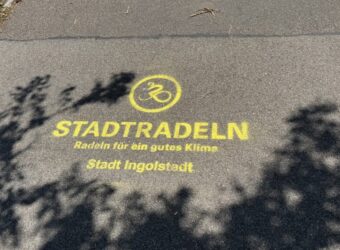 STADTRADELN
Radeln für ein gutes Klima
Stadt Ingolstadt